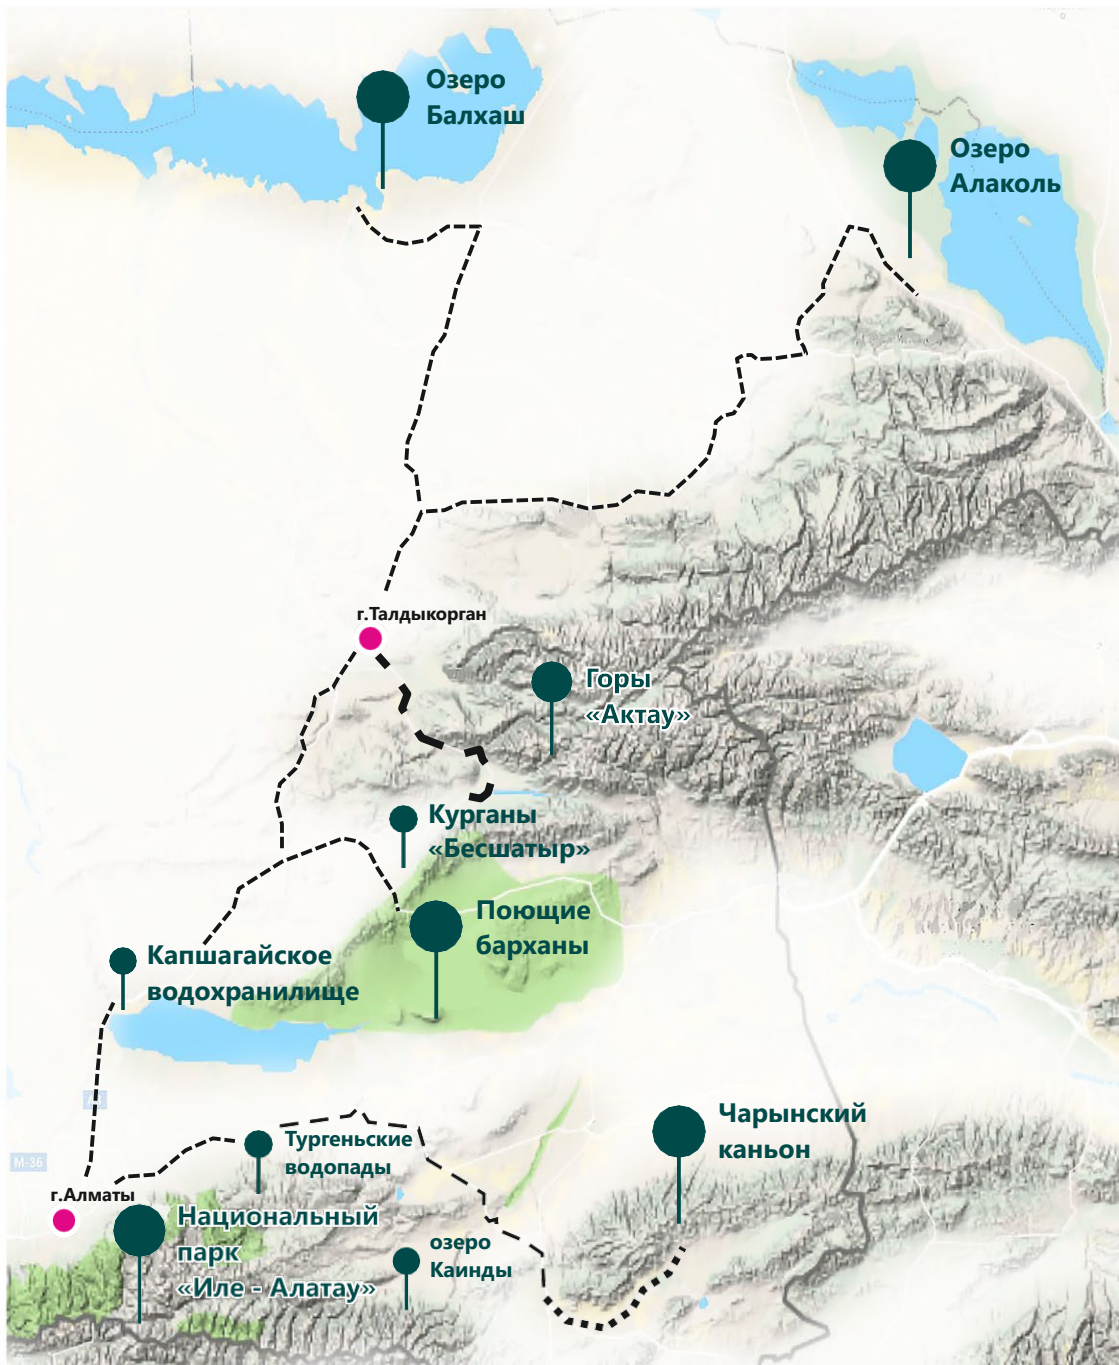 Озеро
Балхаш
Озеро
Алаколь
г.Талдыкорган
Горы
«Актау»
Курганы
«Бесшатыр»
Поющие
барханы
Капшагайское
водохранилище
Чарынский
каньон
Тургеньские
водопады
M-36
г.Алматы
Национальный
парк
«Иле - Алатау»
озеро
Каинды